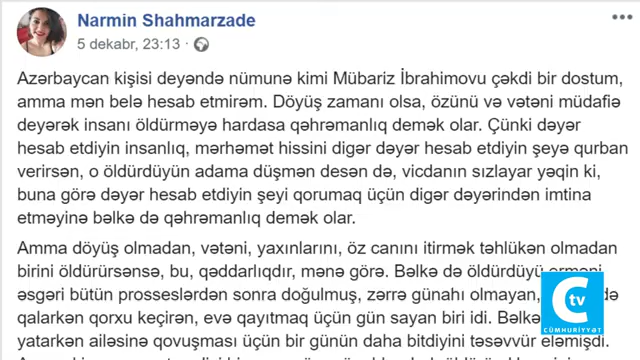 Narmin Shahmarzade
5 dekabr, 23:13 ·
Azərbaycan kişisi deyəndə nümunə kimi Mübariz İbrahimovu çəkdi bir dostum,
amma mən belə hesab etmirəm. Döyüş zamanı olsa, özünü və vətəni müdafiə
deyərək insanı öldürməyə hardasa qəhrəmanlıq demək olar. Çünki dəyər
hesab etdiyin insanlıq, mərhəmət hissini digər dəyər hesab etdiyin şeyə qurban
verirsən, o öldürdüyün adama düşmən desən də, vicdanın sızlayar yəqin ki,
buna görə dəyər hesab etdiyin şeyi qorumaq üçün digər dəyərindən imtina
etməyinə bəlkə də qəhrəmanlıq demək olar.
Amma döyüş olmadan, vətəni, yaxınlarını, öz canını itirmək təhlükən olmadan
birini öldürürsənsə, bu, qəddarlıqdır, mənə görə. Bəlkə də öldürdüyü erməni
əsgəri bütün prosseslərdən sonra doğulmuş, zərrə günahı olmayan,
qalarkən qorxu keçirən, evə qayıtmaq üçün gün sayan biri idi. Bəlkə
yatarkən ailəsinə qovuşması üçün bir günün daha bitdiyini təsəvvür eləmişdi.
C tv
CÜMHURİYYƏT